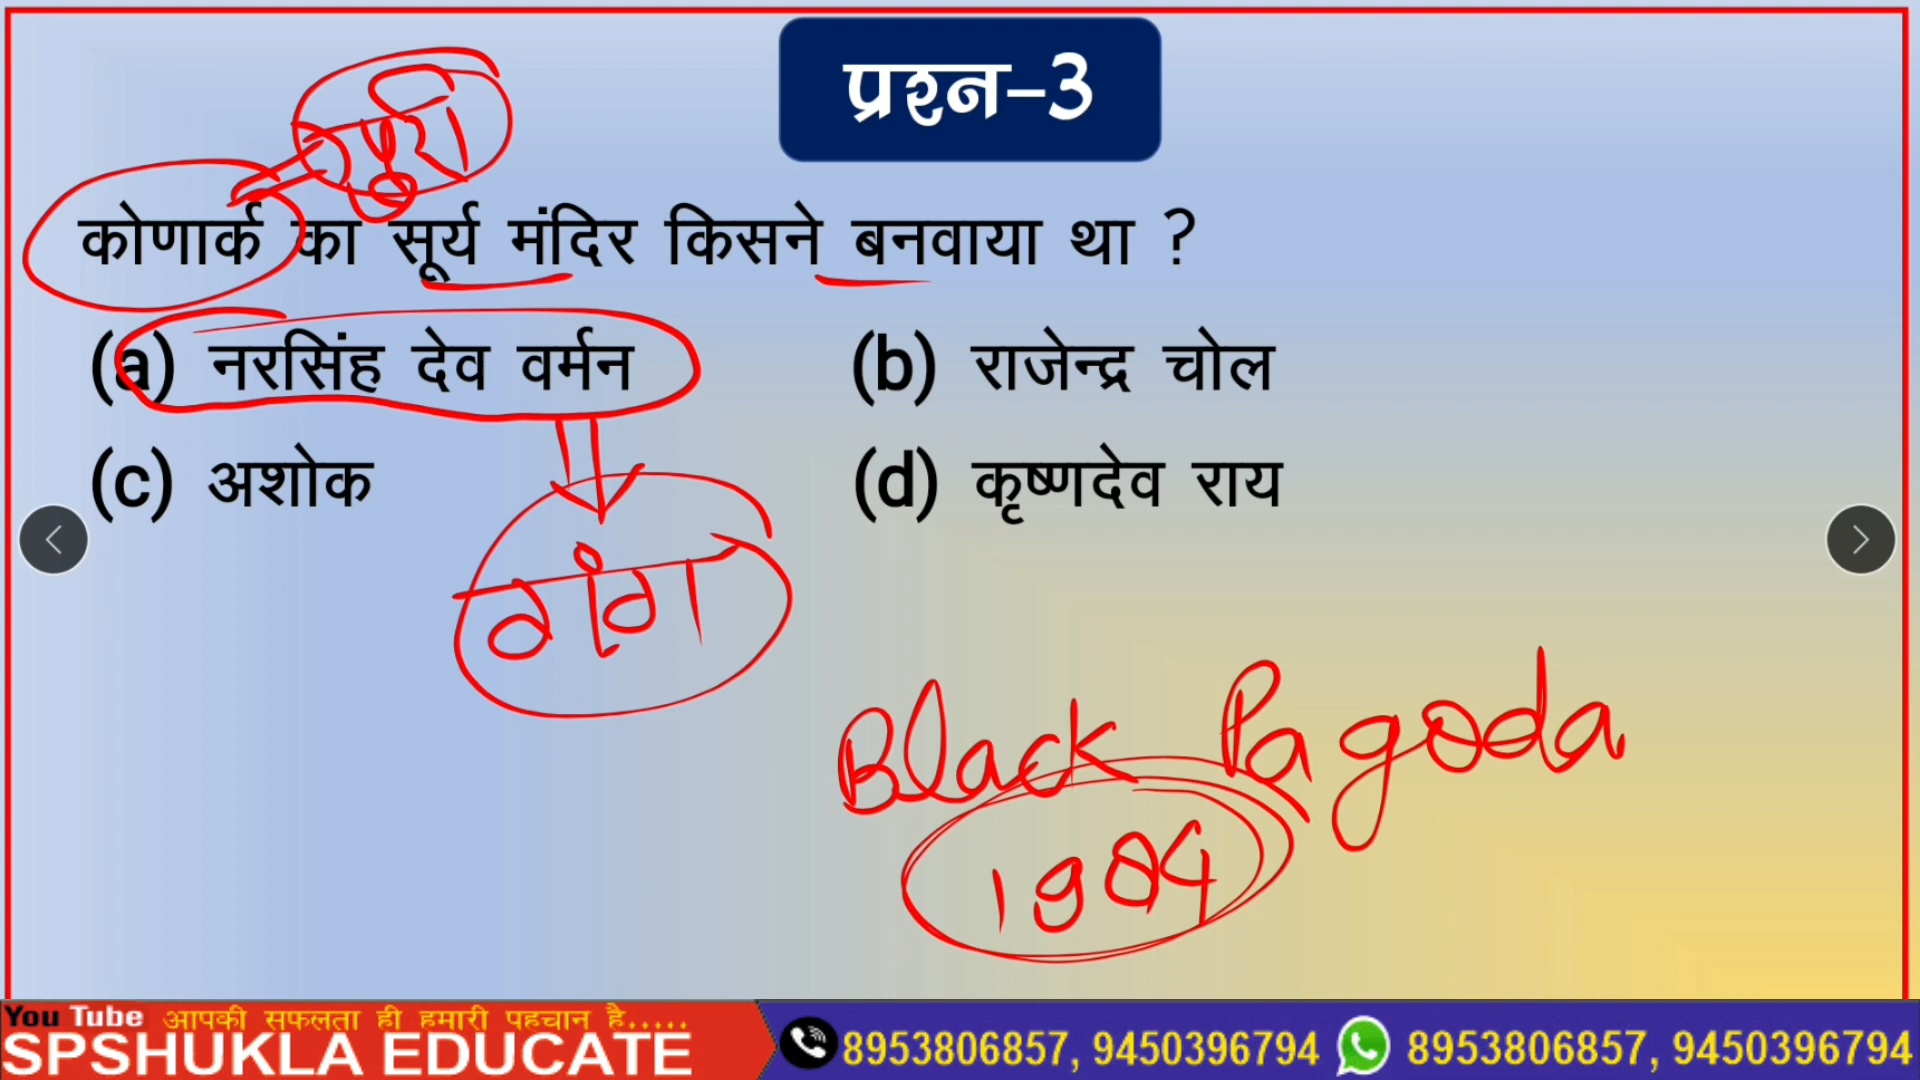 प्रश्न–3
पुरी
कोणार्क का सूर्य मंदिर किसने बनवाया था ?
(a) नरसिंह देव वर्मन (b) राजेन्द्र चोल
(c) अशोक (d) कृष्णदेव राय
गंग
Black Pagoda
1984
You Tube आपकी सफलता ही हमारी पहचान है.....
SPSHUKLA EDUCATE 8953806857, 9450396794 8953806857, 9450396794